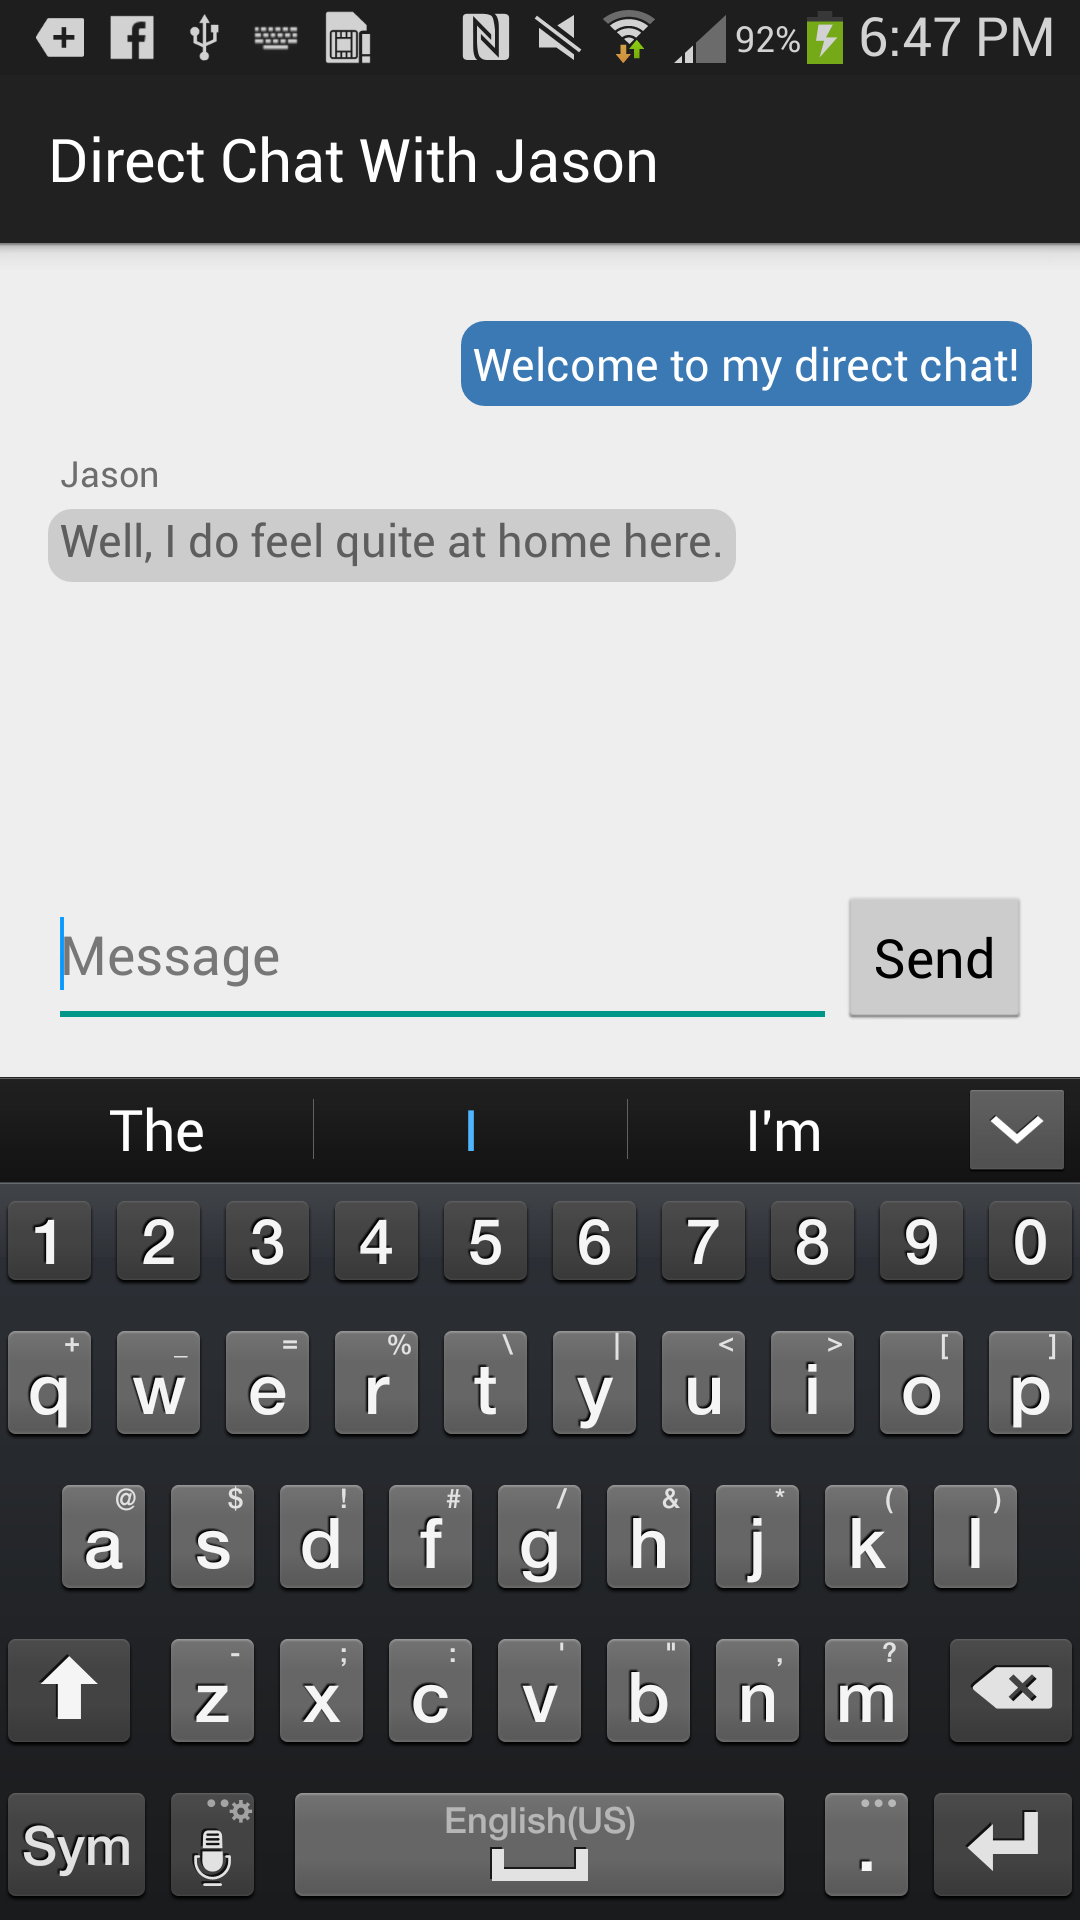 92% 6:47 PM
Direct Chat With Jason
Welcome to my direct chat!
Jason
Well, I do feel quite at home here.
Message
Send
The I I'm
1 2 3 4 5 6 7 8 9 0
+ _ = % \ | < > [ ]
q w e r t y u i o p
@ $ ! # / & * ( )
a s d f g h j k l
- ; : ' " , ?
z x c v b n m
English(US)
Sym .